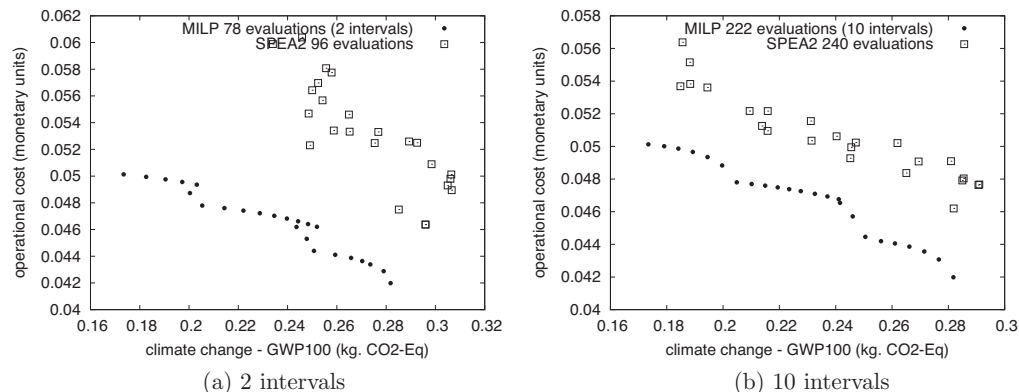 0.062
0.06
0.058
0.056
0.054
0.052
0.05
0.048
0.046
0.044
0.042
0.04
operational cost (monetary units)
MILP 78 evaluations (2 intervals)
SPEA2 96 evaluations
0.16 0.18 0.2 0.22 0.24 0.26 0.28 0.3 0.32
climate change - GWP100 (kg. CO2-Eq)
(a) 2 intervals
0.058
0.056
0.054
0.052
0.05
0.048
0.046
0.044
0.042
0.04
operational cost (monetary units)
MILP 222 evaluations (10 intervals)
SPEA2 240 evaluations
0.16 0.18 0.2 0.22 0.24 0.26 0.28 0.3
climate change - GWP100 (kg. CO2-Eq)
(b) 10 intervals